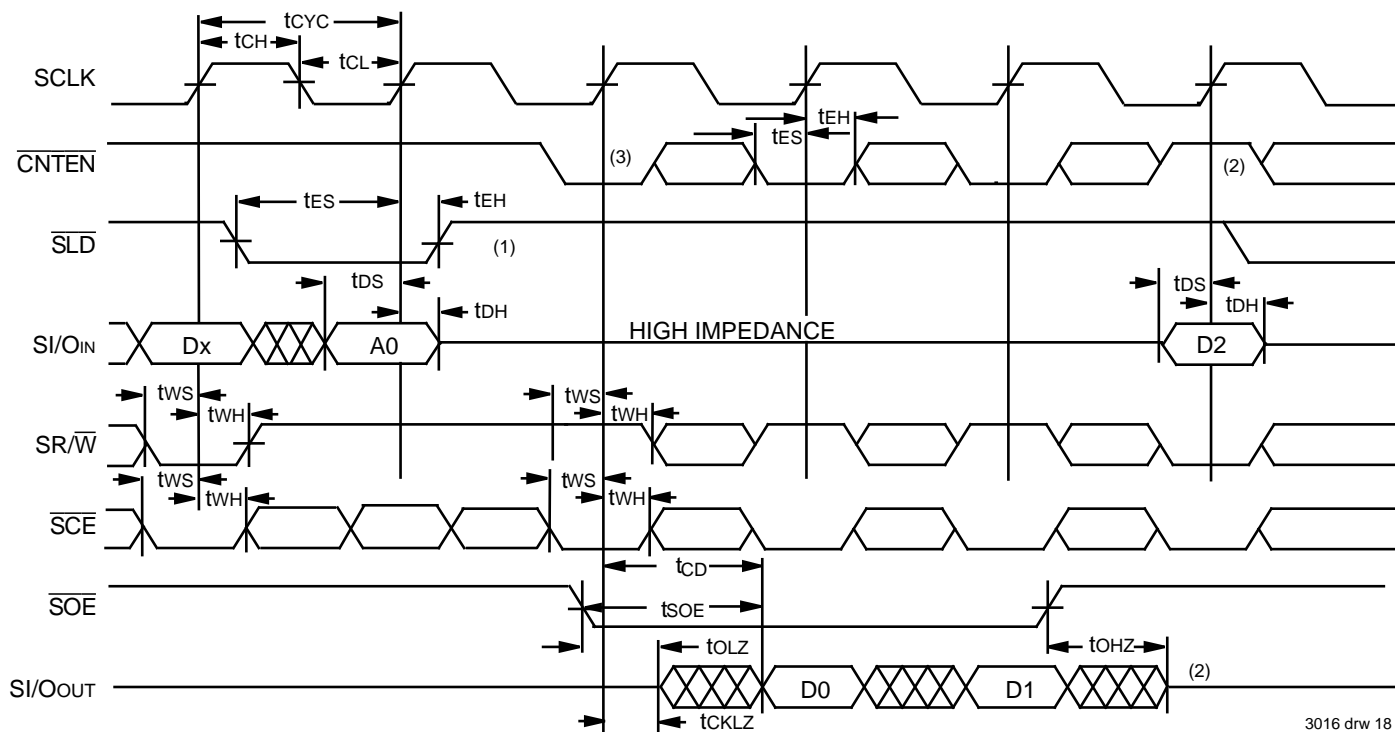 tCYC
tCH
tCL
SCLK
tEH
tES
CNTEN
(3)
(2)
tES
tEH
SLD
(1)
tDS
tDS
tDH
tDH
SI/OIN
Dx
A0
HIGH IMPEDANCE
D2
tWS
tWS
tWH
tWH
SR/W
tWS
tWS
tWH
tWH
SCE
tCD
SOE
tSOE
tOLZ
tOHZ
SI/OOUT
D0
D1
(2)
tCKLZ
3016 drw 18